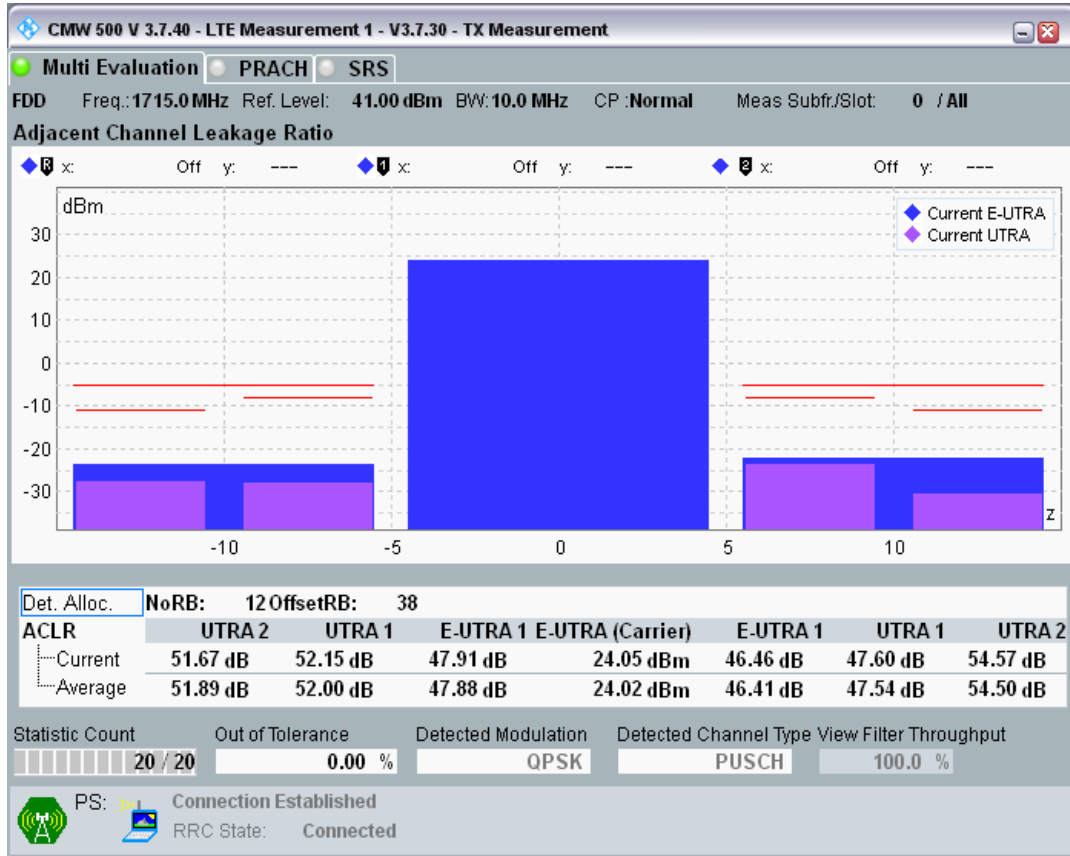 CMW 500 V 3.7.40 - LTE Measurement 1 - V3.7.30 - TX Measurement
Multi Evaluation PRACH SRS
FDD Freq.: 1715.0 MHz Ref. Level: 41.00 dBm BW: 10.0 MHz CP :Normal Meas Subfr./Slot: 0 / All
Adjacent Channel Leakage Ratio
R x: Off y: --- 1 x: Off y: --- 2 x: Off y: ---
dBm
Current E-UTRA
Current UTRA
30
20
10
0
-10
-20
-30
z
-10 -5 0 5 10
Det. Alloc. NoRB: 12 OffsetRB: 38
ACLR UTRA 2 UTRA 1 E-UTRA 1 E-UTRA (Carrier) E-UTRA 1 UTRA 1 UTRA 2
Current 51.67 dB 52.15 dB 47.91 dB 24.05 dBm 46.46 dB 47.60 dB 54.57 dB
Average 51.89 dB 52.00 dB 47.88 dB 24.02 dBm 46.41 dB 47.54 dB 54.50 dB
Statistic Count Out of Tolerance Detected Modulation Detected Channel Type View Filter Throughput
20 / 20 0.00 % QPSK PUSCH 100.0 %
PS: Connection Established
RRC State: Connected